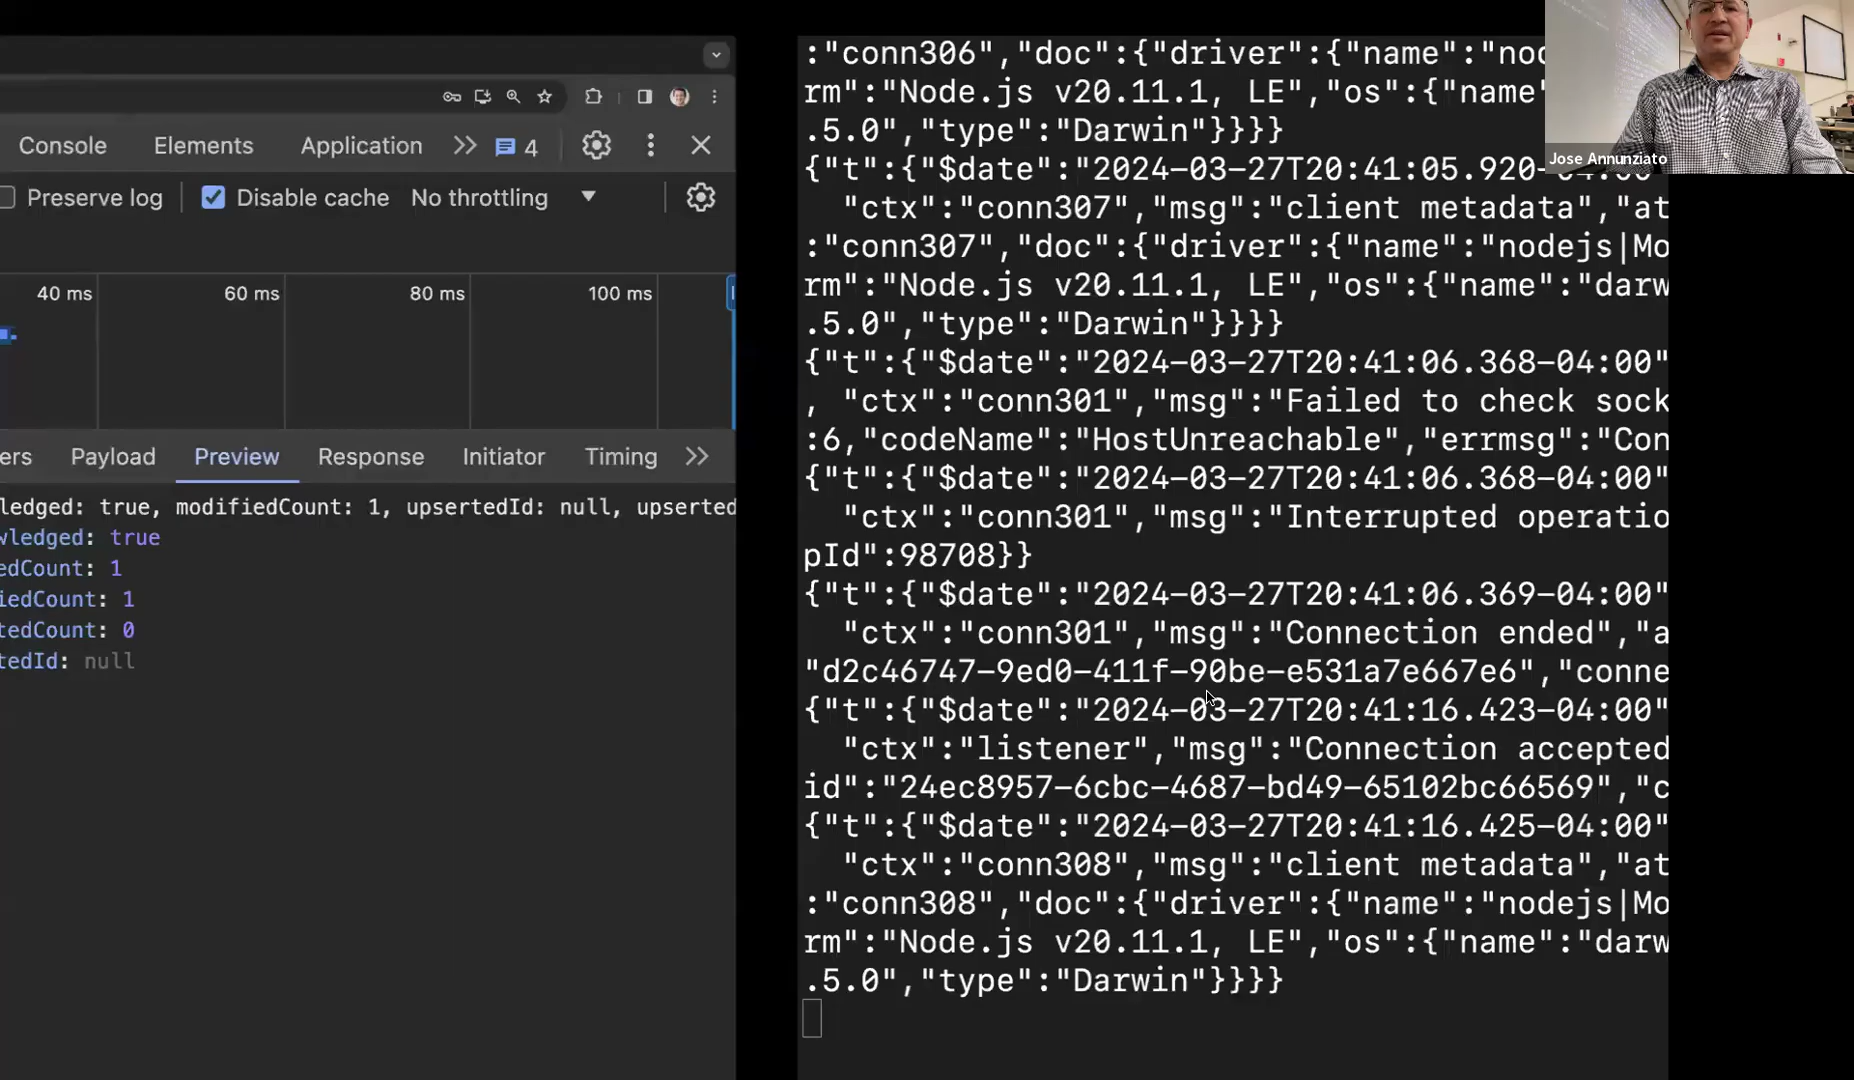 Console Elements Application 4
Preserve log Disable cache No throttling
40 ms 60 ms 80 ms 100 ms
ers Payload Preview Response Initiator Timing
ledged: true, modifiedCount: 1, upsertedId: null, upserted
wledged: true
edCount: 1
iedCount: 1
tedCount: 0
tedId: null
:"conn306","doc":{"driver":{"name":"nod
rm":"Node.js v20.11.1, LE","os":{"name"
.5.0","type":"Darwin"}}}}
{"t":{"$date":"2024-03-27T20:41:05.920-04:00"
"ctx":"conn307","msg":"client metadata","at
:"conn307","doc":{"driver":{"name":"nodejs|Mo
rm":"Node.js v20.11.1, LE","os":{"name":"darw
.5.0","type":"Darwin"}}}}
{"t":{"$date":"2024-03-27T20:41:06.368-04:00"
, "ctx":"conn301","msg":"Failed to check sock
:6,"codeName":"HostUnreachable","errmsg":"Con
{"t":{"$date":"2024-03-27T20:41:06.368-04:00"
"ctx":"conn301","msg":"Interrupted operatio
pId":98708}}
{"t":{"$date":"2024-03-27T20:41:06.369-04:00"
"ctx":"conn301","msg":"Connection ended","a
"d2c46747-9ed0-411f-90be-e531a7e667e6","conne
{"t":{"$date":"2024-03-27T20:41:16.423-04:00"
"ctx":"listener","msg":"Connection accepted
id":"24ec8957-6cbc-4687-bd49-65102bc66569","c
{"t":{"$date":"2024-03-27T20:41:16.425-04:00"
"ctx":"conn308","msg":"client metadata","at
:"conn308","doc":{"driver":{"name":"nodejs|Mo
rm":"Node.js v20.11.1, LE","os":{"name":"darw
.5.0","type":"Darwin"}}}}
Jose Annunziato